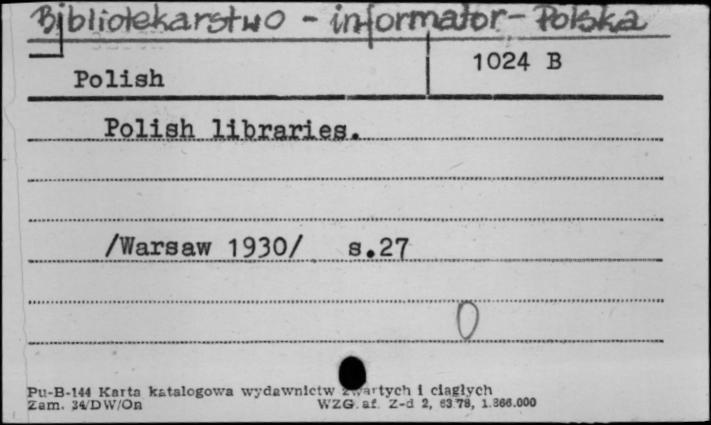 Bibliotekarstwo - informator - Polska
Polish
1024 B
Polish libraries.
/Warsaw 1930/ s.27
0
Pu-B-144 Karta katalogowa wydawnictw zwartych i ciągłych
Zam. 34/DW/On WZG. af. Z-d 2, 63 78, 1.366.000